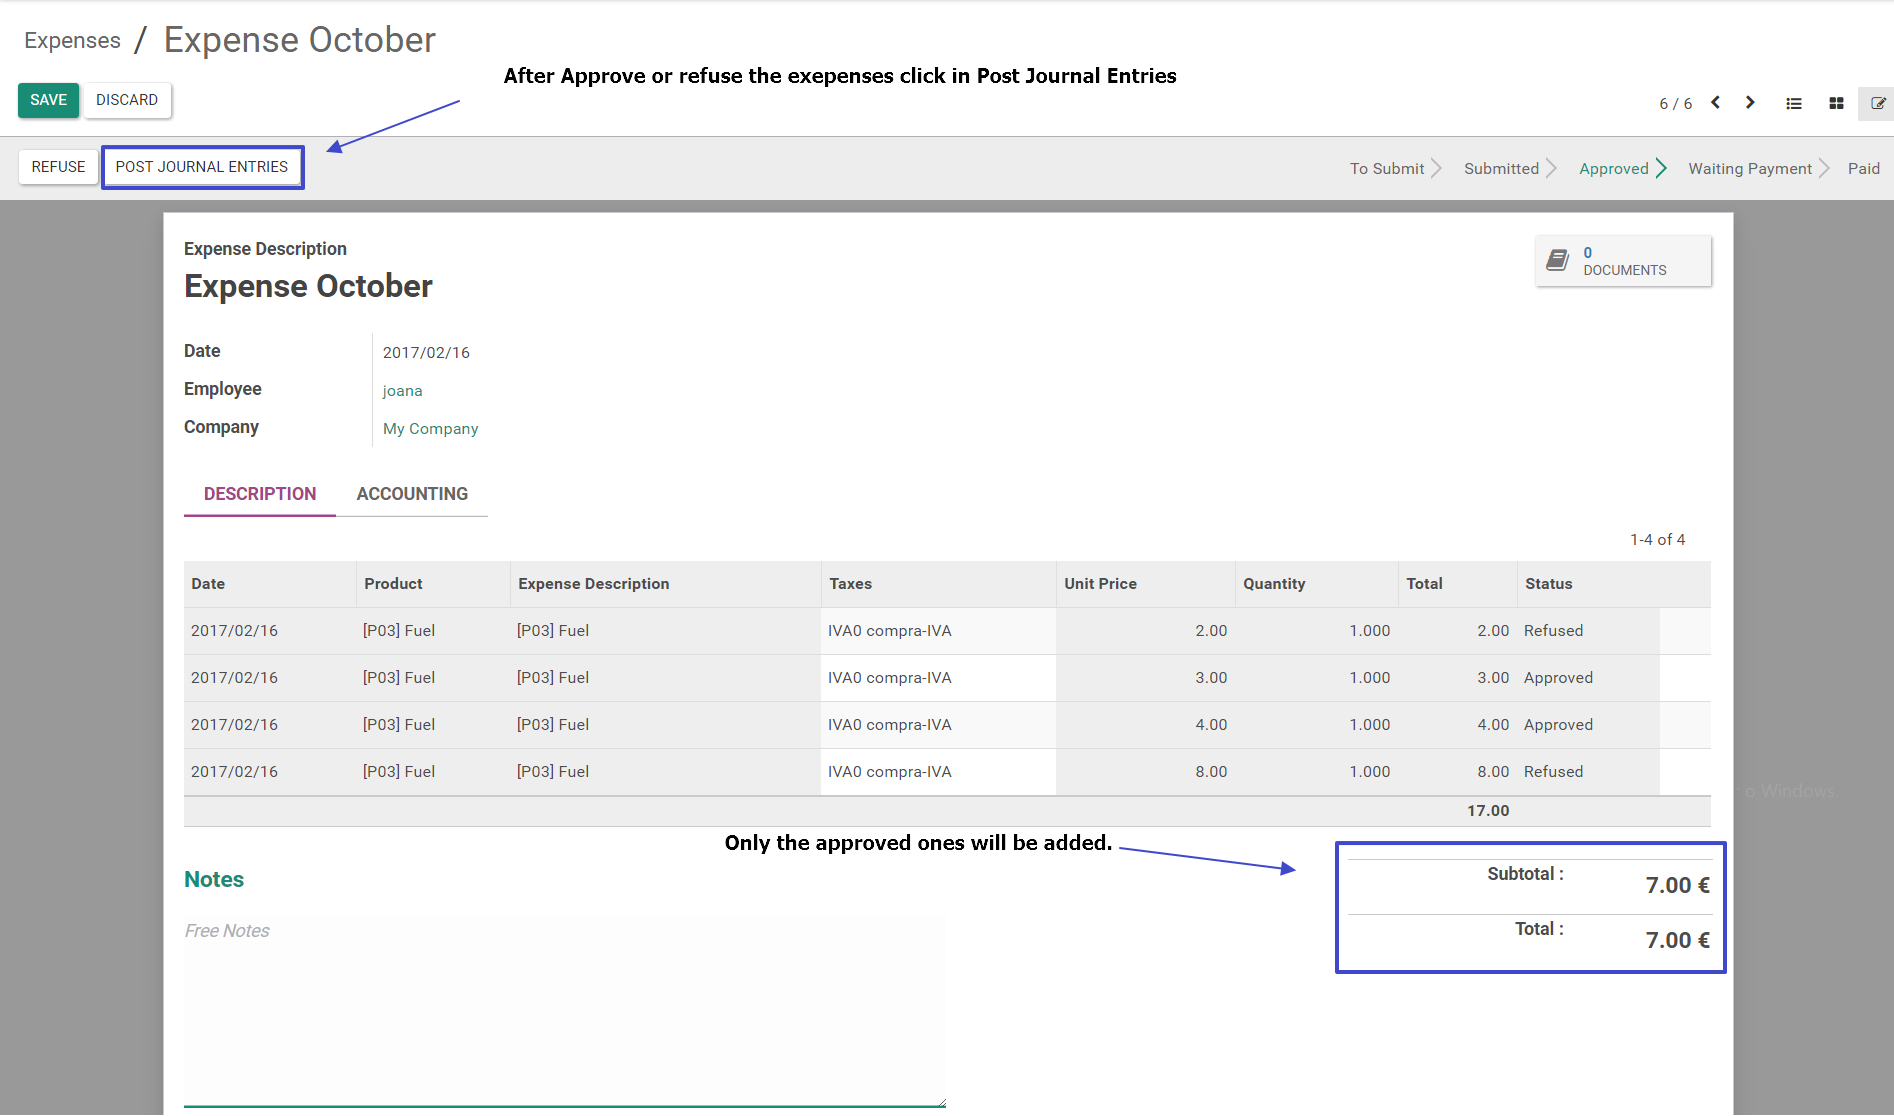 Expenses / Expense October
After Approve or refuse the exepenses click in Post Journal Entries
SAVE DISCARD
6 / 6
REFUSE POST JOURNAL ENTRIES
To Submit Submitted Approved Waiting Payment Paid
Expense Description
Expense October
0
DOCUMENTS
Date 2017/02/16
Employee joana
Company My Company
DESCRIPTION ACCOUNTING
1-4 of 4
Date Product Expense Description Taxes Unit Price Quantity Total Status
2017/02/16 [P03] Fuel [P03] Fuel IVA0 compra-IVA 2.00 1.000 2.00 Refused
2017/02/16 [P03] Fuel [P03] Fuel IVA0 compra-IVA 3.00 1.000 3.00 Approved
2017/02/16 [P03] Fuel [P03] Fuel IVA0 compra-IVA 4.00 1.000 4.00 Approved
2017/02/16 [P03] Fuel [P03] Fuel IVA0 compra-IVA 8.00 1.000 8.00 Refused
o Windows.
17.00
Only the approved ones will be added.
Subtotal : 7.00 €
Total : 7.00 €
Notes
Free Notes